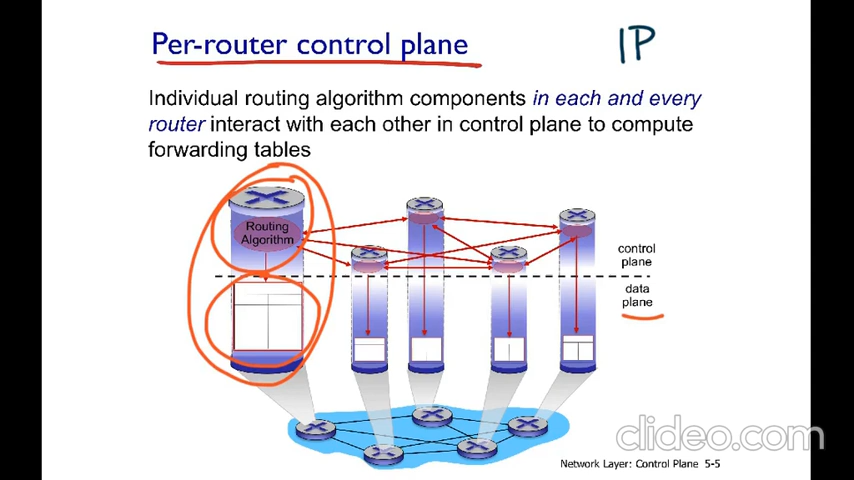 Per-router control plane
IP
Individual routing algorithm components in each and every
router interact with each other in control plane to compute
forwarding tables
Routing
Algorithm
control
plane
data
plane
clideo.com
Network Layer: Control Plane 5-5